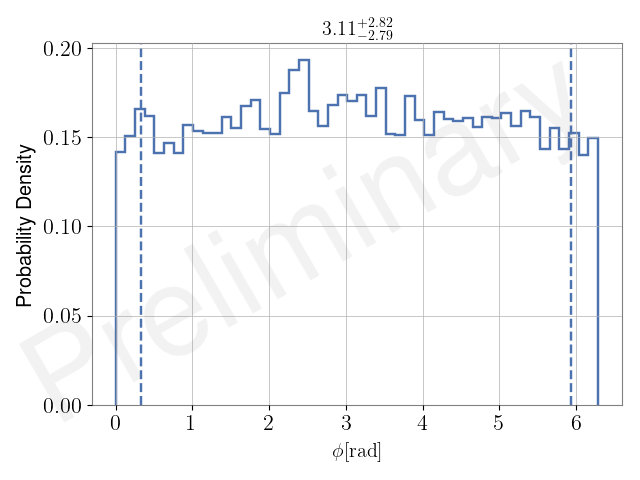 3.11^{+2.82}_{-2.79}
0.20
0.15
0.10
0.05
0.00
Probability Density
0 1 2 3 4 5 6
ϕ[rad]
Preliminary